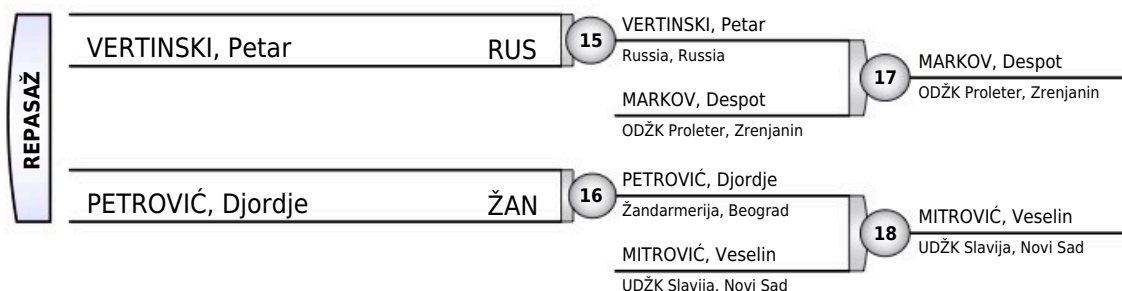 REPASAŽ
VERTINSKI, Petar RUS
15
VERTINSKI, Petar
Russia, Russia
MARKOV, Despot
ODŽK Proleter, Zrenjanin
17
MARKOV, Despot
ODŽK Proleter, Zrenjanin
PETROVIĆ, Djordje ŽAN
16
PETROVIĆ, Djordje
Žandarmerija, Beograd
MITROVIĆ, Veselin
UDŽK Slavija, Novi Sad
18
MITROVIĆ, Veselin
UDŽK Slavija, Novi Sad